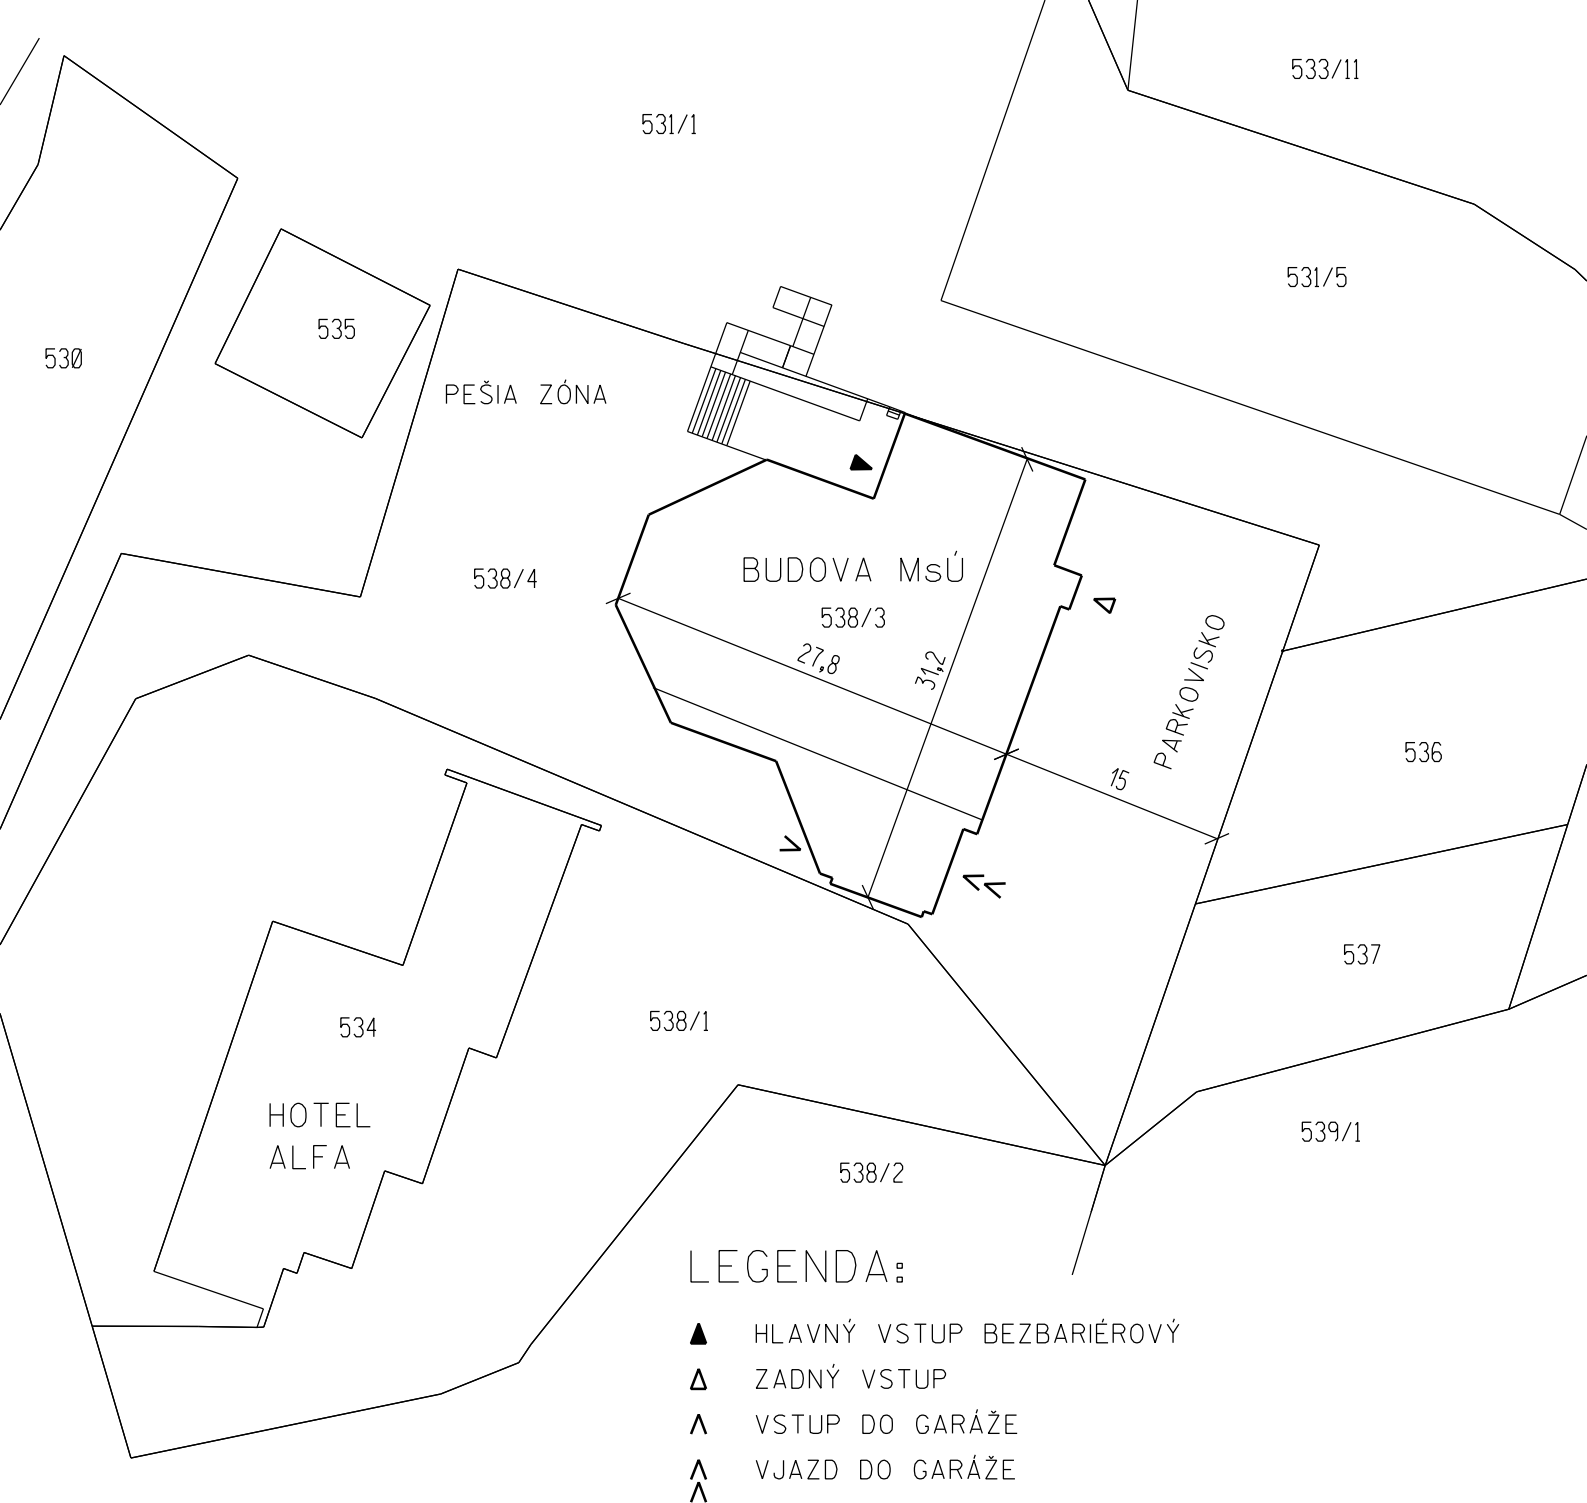 533/11
531/1
531/5
535
530
PEŠIA ZÓNA
BUDOVA MsÚ
538/4
538/3
27,8
31,2
PARKOVISKO
536
15
537
534
538/1
HOTEL
ALFA
539/1
538/2
LEGENDA:
HLAVNÝ VSTUP BEZBARIÉROVÝ
ZADNÝ VSTUP
VSTUP DO GARÁŽE
VJAZD DO GARÁŽE